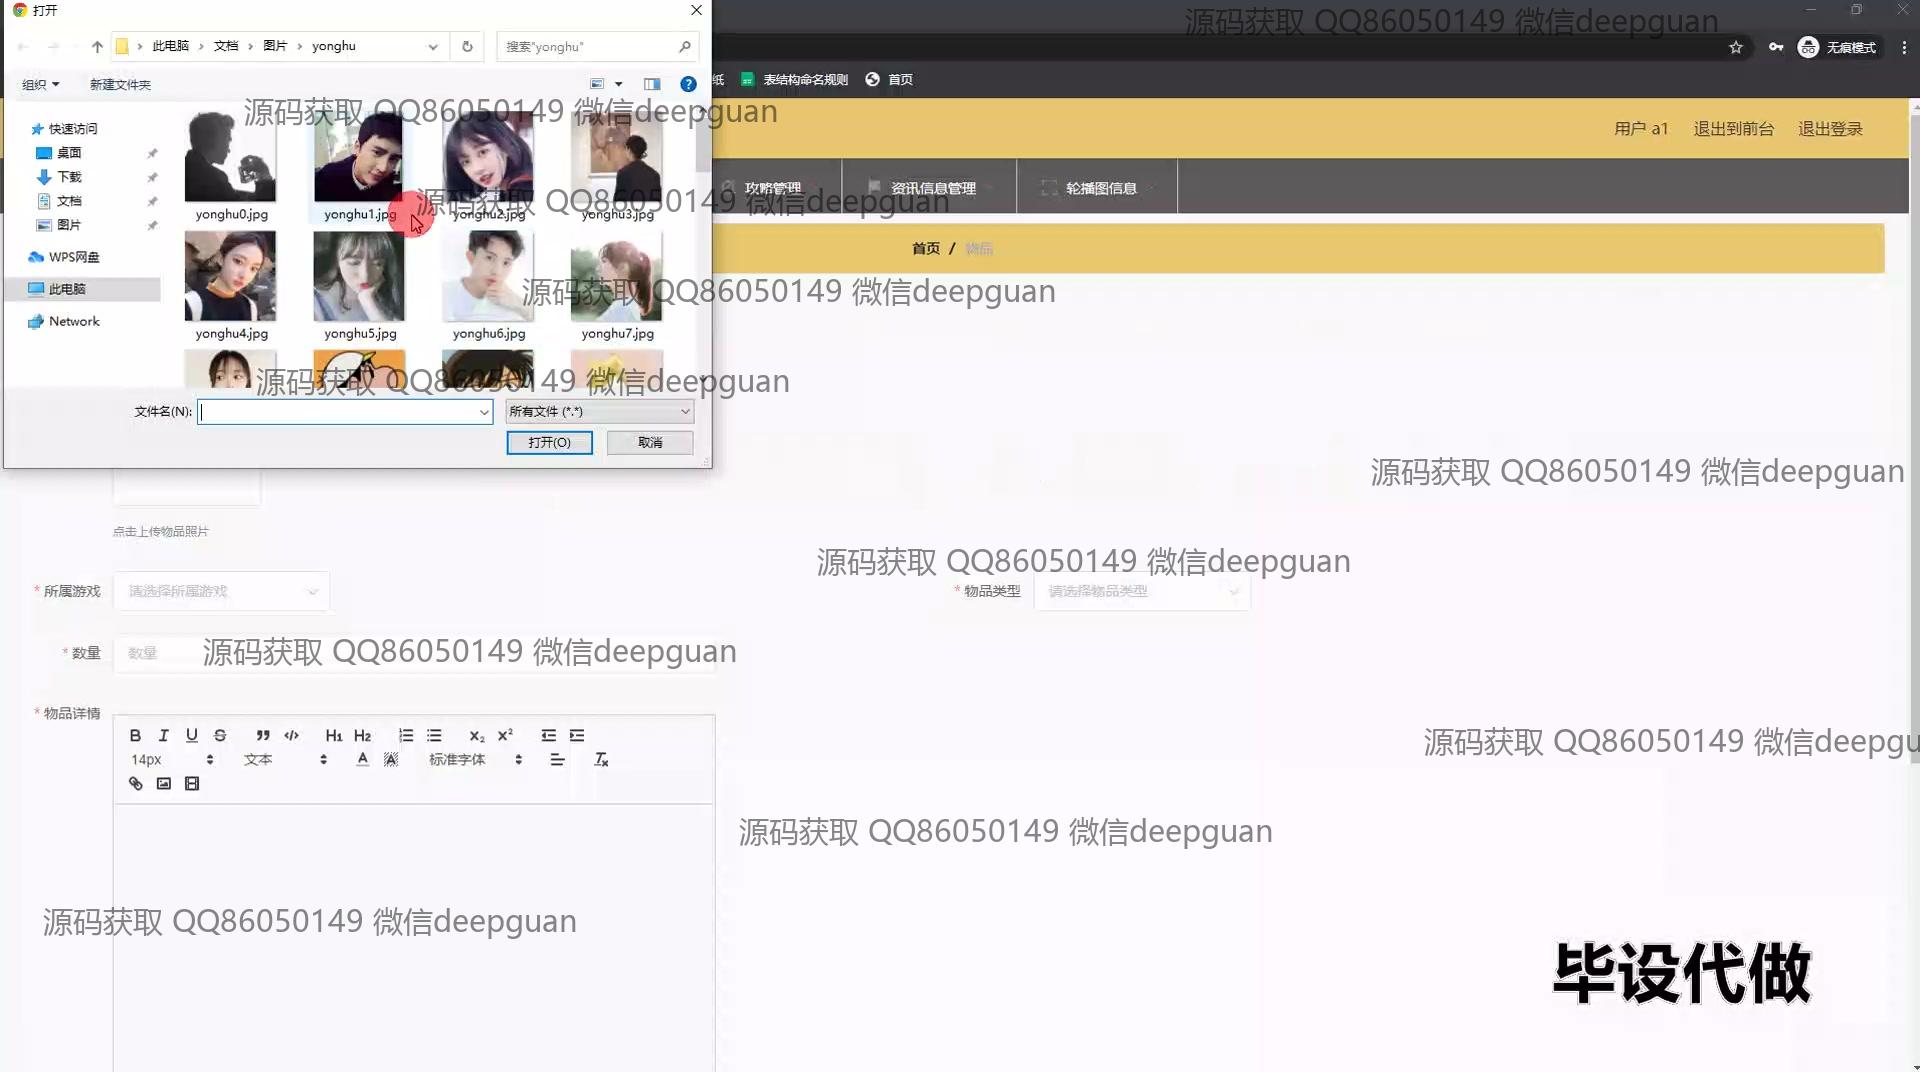 打开
源码获取 QQ86050149 微信deepguan
此电脑 › 文档 › 图片 › yonghu
搜索"yonghu"
无痕模式
组织
新建文件夹
纸
表结构命名规则
首页
源码获取 QQ86050149 微信deepguan
用户 a1
退出到前台
退出登录
快速访问
桌面
下载
文档
图片
WPS网盘
此电脑
Network
yonghu0.jpg
yonghu1.jpg
yonghu2.jpg
yonghu3.jpg
源码获取 QQ86050149 微信deepguan
攻略管理
资讯信息管理
轮播图信息
首页 / 物品
源码获取 QQ86050149 微信deepguan
yonghu4.jpg
yonghu5.jpg
yonghu6.jpg
yonghu7.jpg
源码获取 QQ86050149 微信deepguan
文件名(N):
所有文件 (*.*)
打开(O)
取消
源码获取 QQ86050149 微信deepguan
点击上传物品照片
源码获取 QQ86050149 微信deepguan
* 所属游戏
请选择所属游戏
* 物品类型
请选择物品类型
* 数量
数量
源码获取 QQ86050149 微信deepguan
* 物品详情
B I U S H1 H2 x2 x2
14px
文本
标准字体
源码获取 QQ86050149 微信deepgu
源码获取 QQ86050149 微信deepguan
源码获取 QQ86050149 微信deepguan
毕设代做